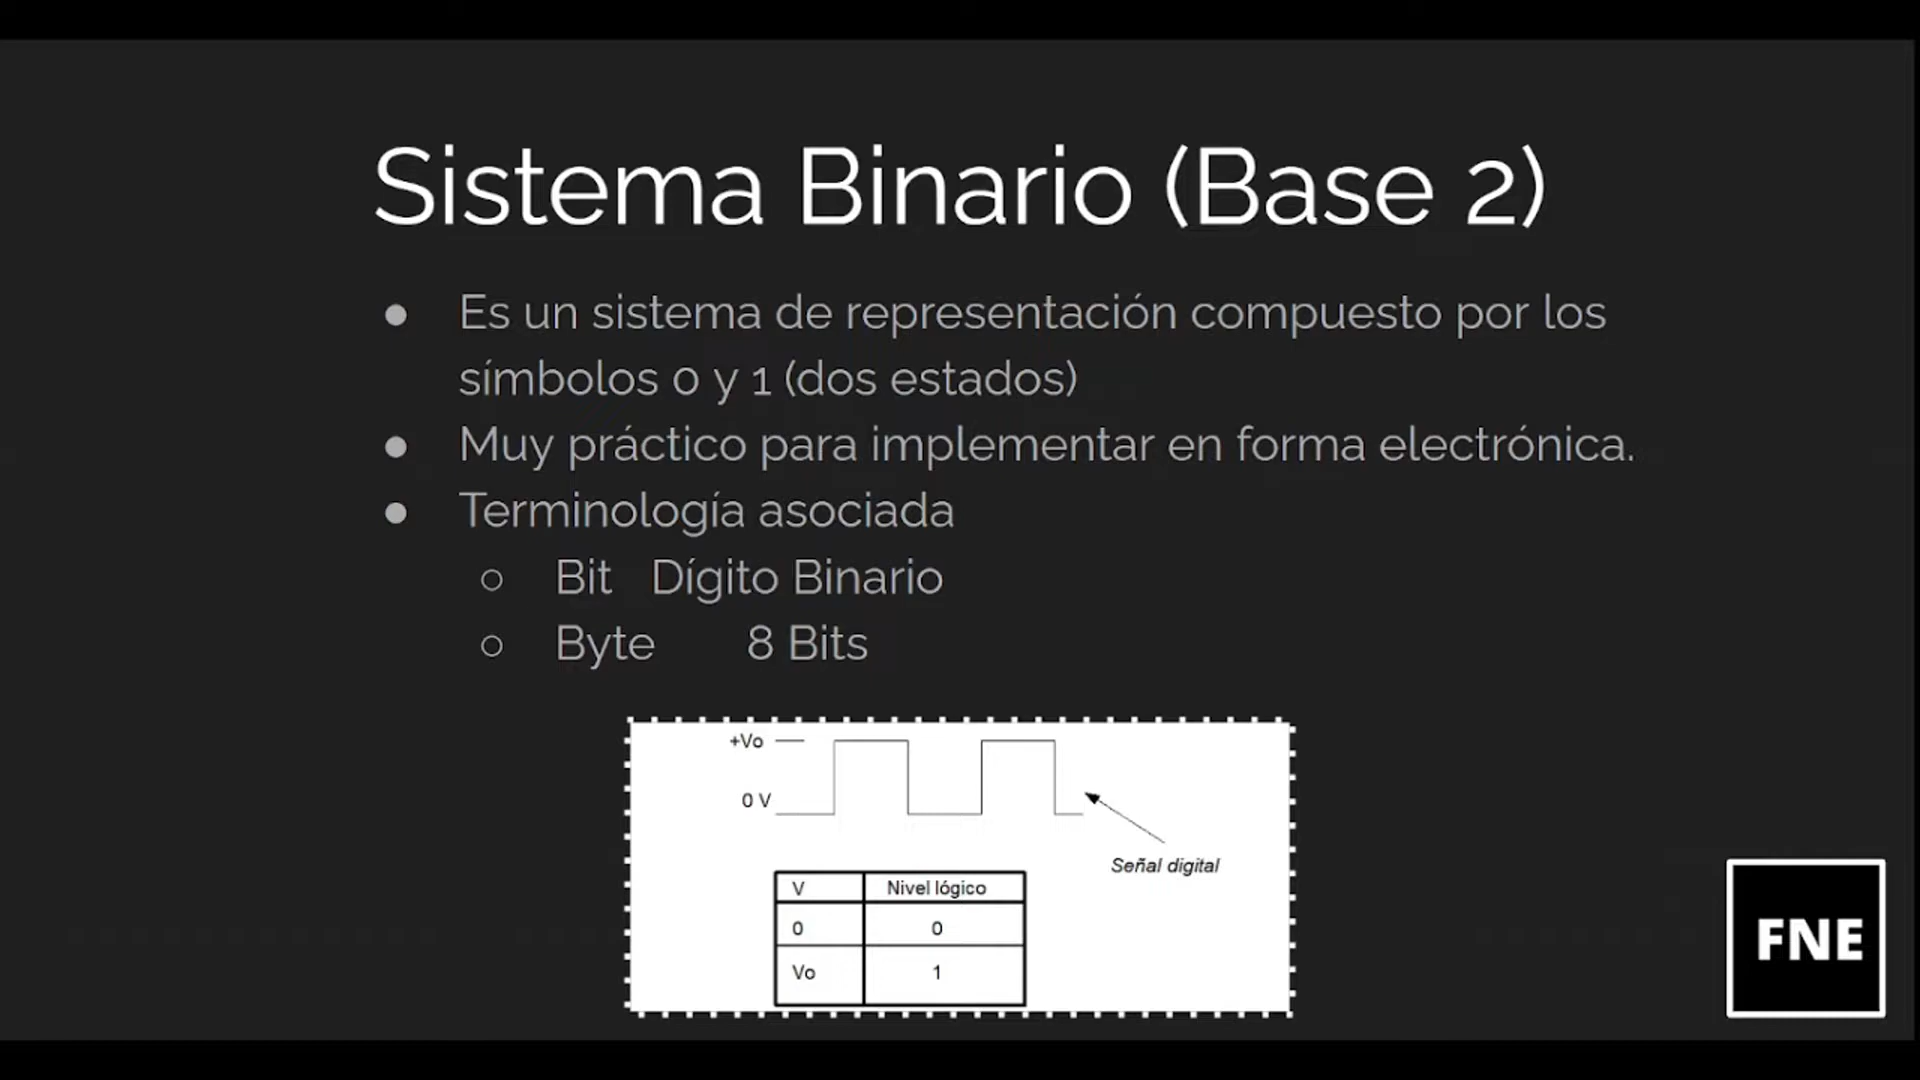 Sistema Binario (Base 2)
● Es un sistema de representación compuesto por los
símbolos 0 y 1 (dos estados)
● Muy práctico para implementar en forma electrónica.
● Terminología asociada
○ Bit Dígito Binario
○ Byte 8 Bits
+Vo
0 V
Señal digital
V Nivel lógico
0 0
Vo 1
FNE